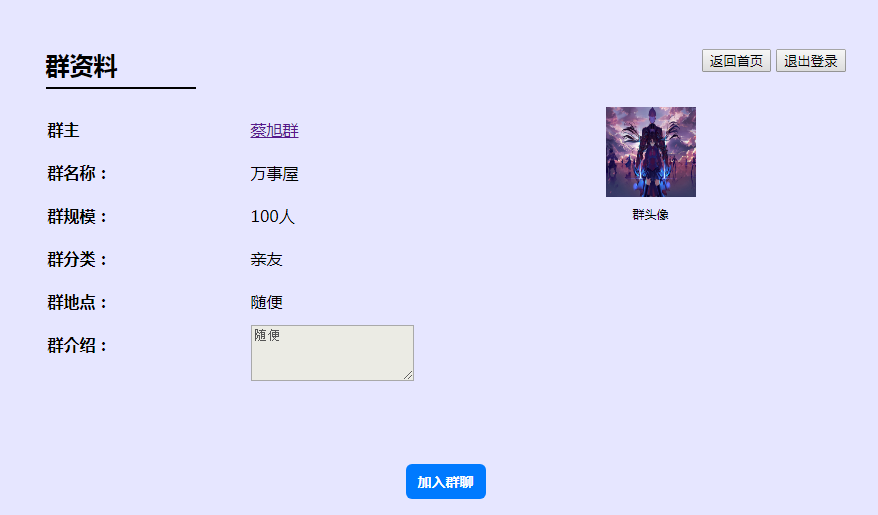 群资料
返回首页 退出登录
群主 蔡旭群
群名称： 万事屋
群规模： 100人
群头像
群分类： 亲友
群地点： 随便
群介绍： 随便
加入群聊